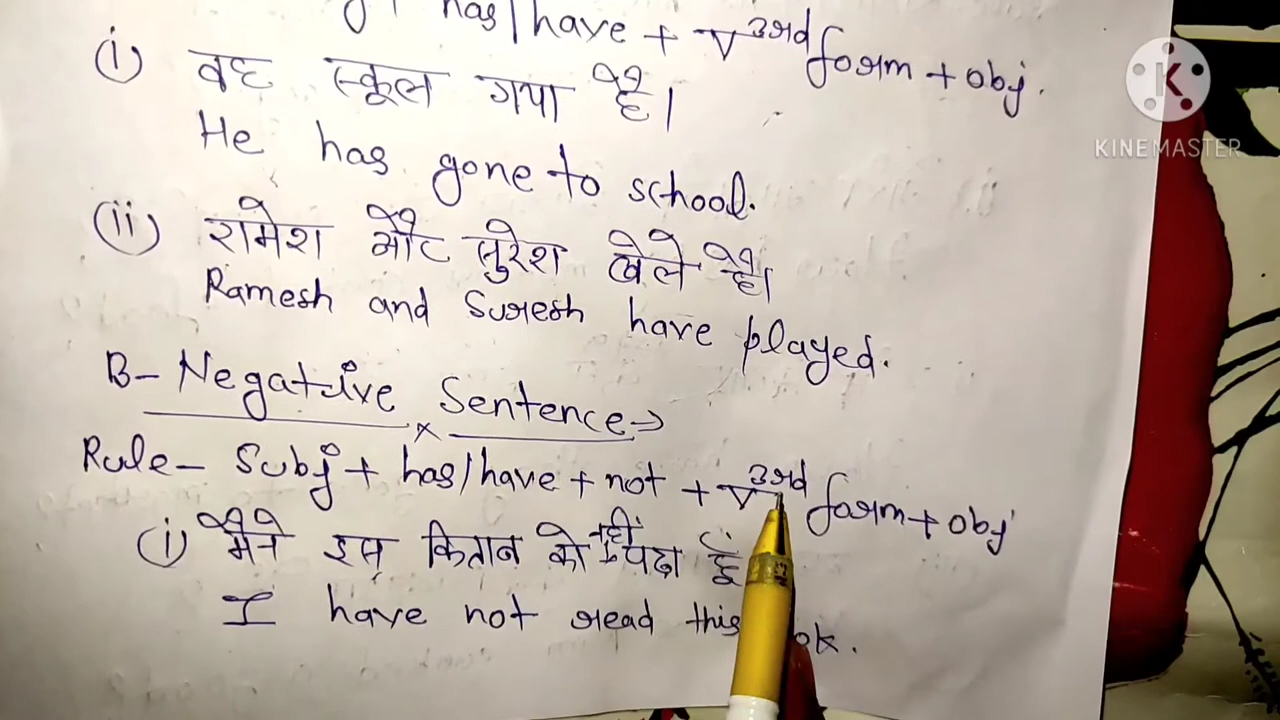 has/have + V3rd form + obj.
(i) वह स्कूल गया है।
He has gone to school.
(ii) रामेश और सुरेश खेले है।
Ramesh and Suresh have played.
B- Negative Sentence→
Rule- Subj + has/have + not + V3rd form + obj
(i) मैंने इस किताब को नहीं पढ़ा हूँ
I have not read this
KINEMASTER